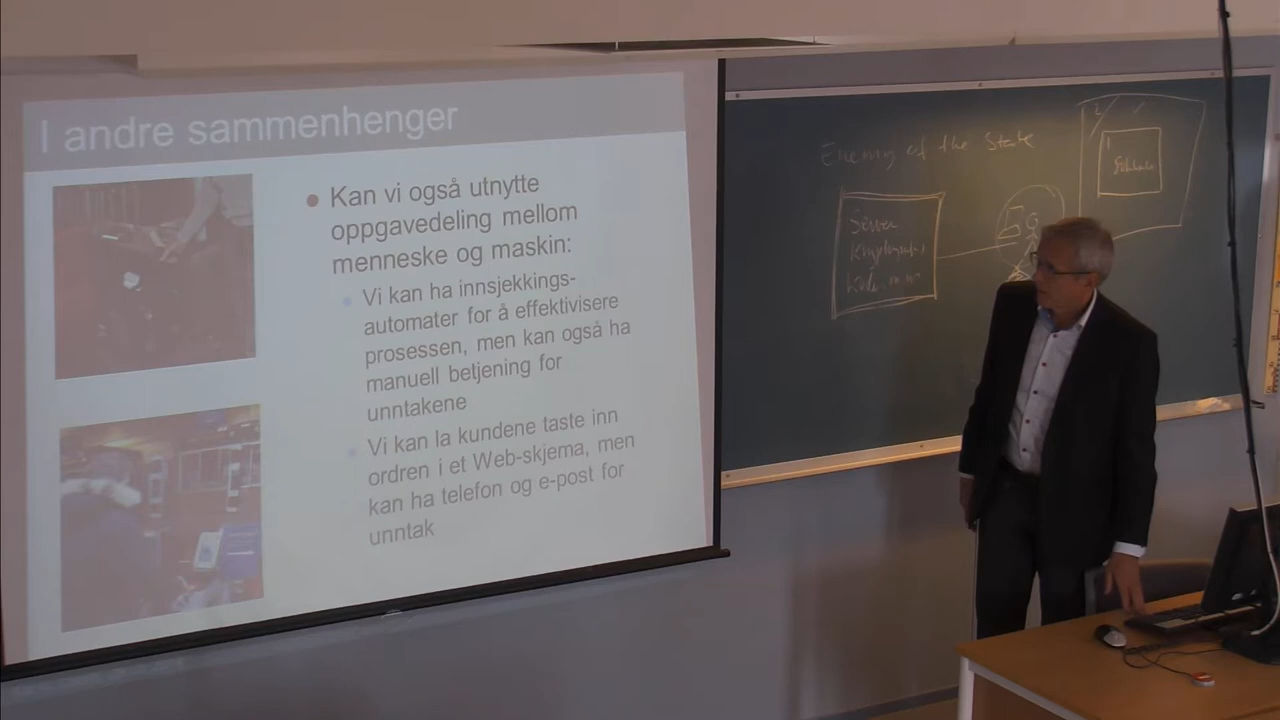 I andre sammenhenger
Kan vi også utnytte
oppgavedeling mellom
menneske og maskin:
Vi kan ha innsjekkings-
automater for å effektivisere
prosessen, men kan også ha
manuell betjening for
unntakene
Vi kan la kundene taste inn
ordren i et Web-skjema, men
kan ha telefon og e-post for
unntak
Enemy of the State
Server